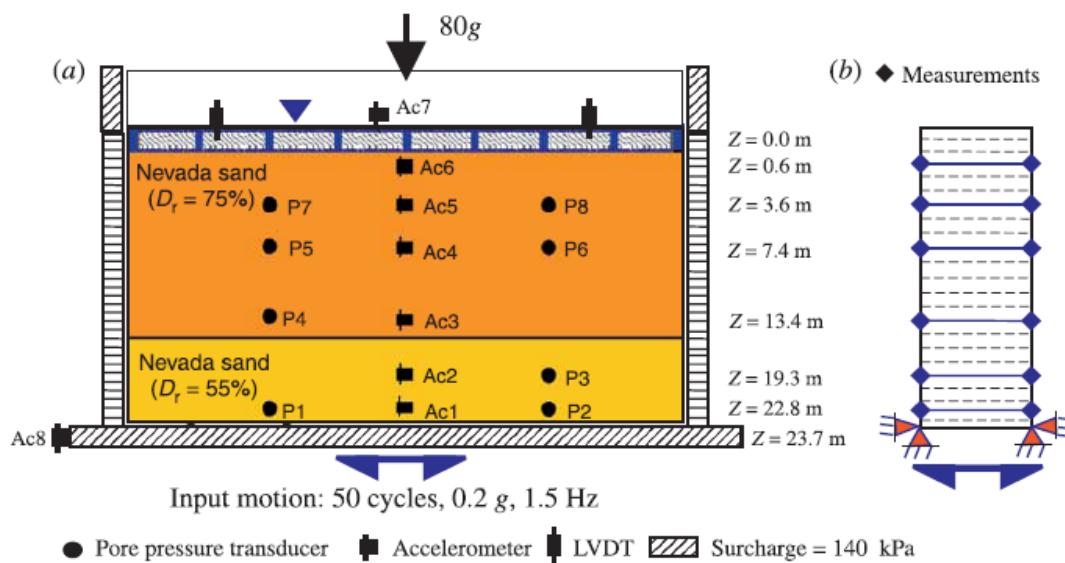 80g
(a)
(b) ◆ Measurements
Ac7
Z = 0.0 m
Nevada sand
(Dr = 75%)
Ac6
Z = 0.6 m
P7
Ac5
P8
Z = 3.6 m
P5
Ac4
P6
Z = 7.4 m
P4
Ac3
Z = 13.4 m
Nevada sand
(Dr = 55%)
Ac2
P3
Z = 19.3 m
P1
Ac1
P2
Z = 22.8 m
Ac8
Z = 23.7 m
Input motion: 50 cycles, 0.2 g, 1.5 Hz
Pore pressure transducer
Accelerometer
LVDT
Surcharge = 140 kPa